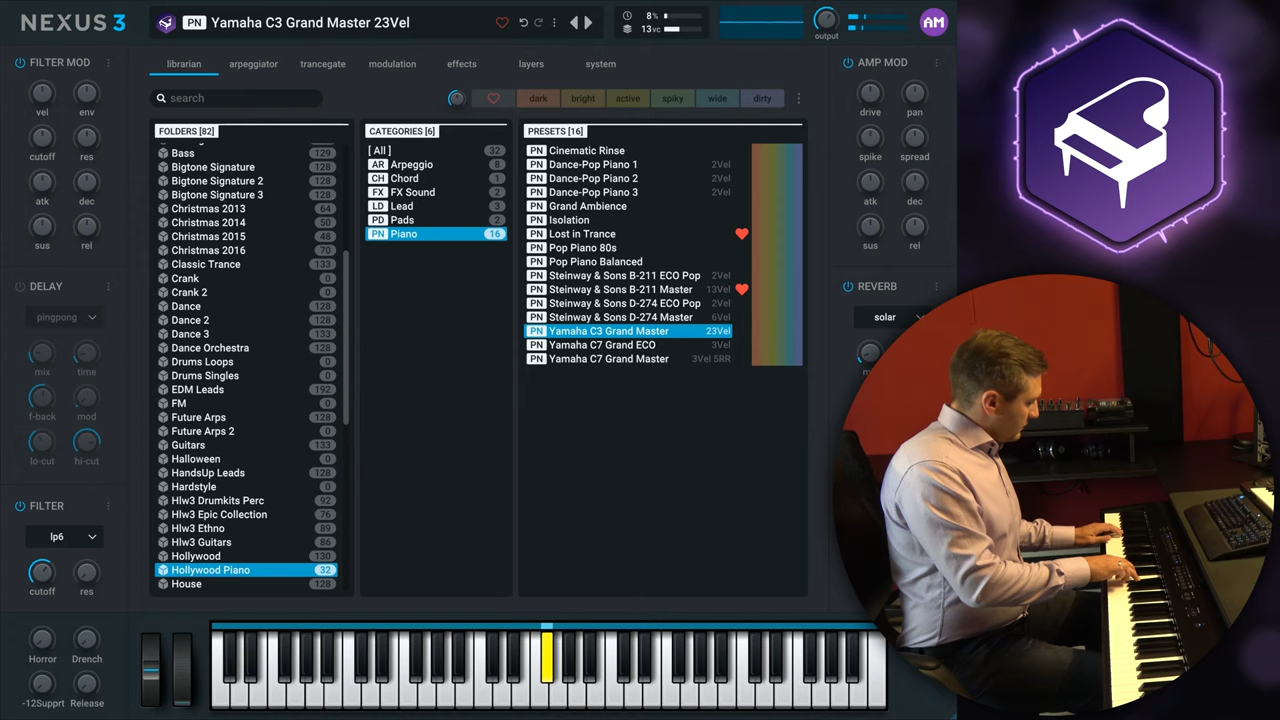 NEXUS 3
PN Yamaha C3 Grand Master 23Vel
8%
13vc
output
AM
FILTER MOD
vel env
cutoff res
atk dec
sus rel
DELAY
pingpong
mix time
f-back mod
lo-cut hi-cut
FILTER
lp6
cutoff res
Horror Drench
-12Supprt Release
librarian arpeggiator trancegate modulation effects layers system
search
dark bright active spiky wide dirty
FOLDERS [82]
Bass 129
Bigtone Signature 128
Bigtone Signature 2 128
Bigtone Signature 3 128
Christmas 2013 64
Christmas 2014 50
Christmas 2015 48
Christmas 2016 70
Classic Trance 133
Crank 0
Crank 2 0
Dance 128
Dance 2 128
Dance 3 133
Dance Orchestra 128
Drums Loops 0
Drums Singles 0
EDM Leads 192
FM 0
Future Arps 128
Future Arps 2 0
Guitars 133
Halloween 0
HandsUp Leads 128
Hardstyle 0
Hlw3 Drumkits Perc 92
Hlw3 Epic Collection 76
Hlw3 Ethno 89
Hlw3 Guitars 86
Hollywood 130
Hollywood Piano 32
House 128
CATEGORIES [6]
[ All ] 32
AR Arpeggio 8
CH Chord 1
FX FX Sound 2
LD Lead 3
PD Pads 2
PN Piano 16
PRESETS [16]
PN Cinematic Rinse
PN Dance-Pop Piano 1 2Vel
PN Dance-Pop Piano 2 2Vel
PN Dance-Pop Piano 3 2Vel
PN Grand Ambience
PN Isolation
PN Lost in Trance
PN Pop Piano 80s
PN Pop Piano Balanced
PN Steinway & Sons B-211 ECO Pop 2Vel
PN Steinway & Sons B-211 Master 13Vel
PN Steinway & Sons D-274 ECO Pop 2Vel
PN Steinway & Sons D-274 Master 6Vel
PN Yamaha C3 Grand Master 23Vel
PN Yamaha C7 Grand ECO 3Vel
PN Yamaha C7 Grand Master 3Vel 5RR
AMP MOD
drive pan
spike spread
atk dec
sus rel
REVERB
solar